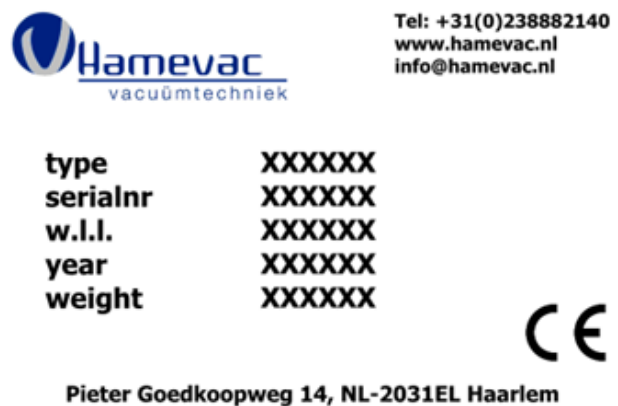 Hamevac
vacuümtechniek
Tel: +31(0)238882140
www.hamevac.nl
info@hamevac.nl
type XXXXXX
serialnr XXXXXX
w.l.l. XXXXXX
year XXXXXX
weight XXXXXX
CE
Pieter Goedkoopweg 14, NL-2031EL Haarlem